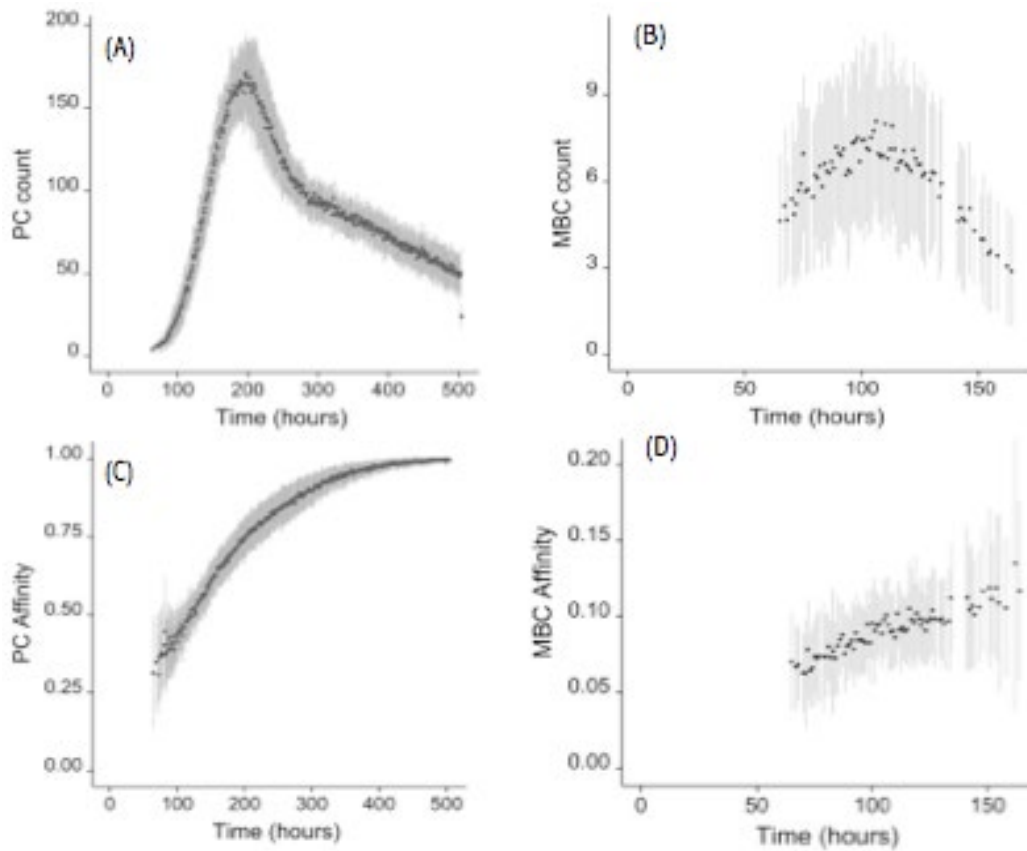 (A)
200
150
100
50
0
PC count
0 100 200 300 400 500
Time (hours)
(B)
9
6
3
0
MBC count
0 50 100 150
Time (hours)
(C)
1.00
0.75
0.50
0.25
0.00
PC Affinity
0 100 200 300 400 500
Time (hours)
(D)
0.20
0.15
0.10
0.05
0.00
MBC Affinity
0 50 100 150
Time (hours)